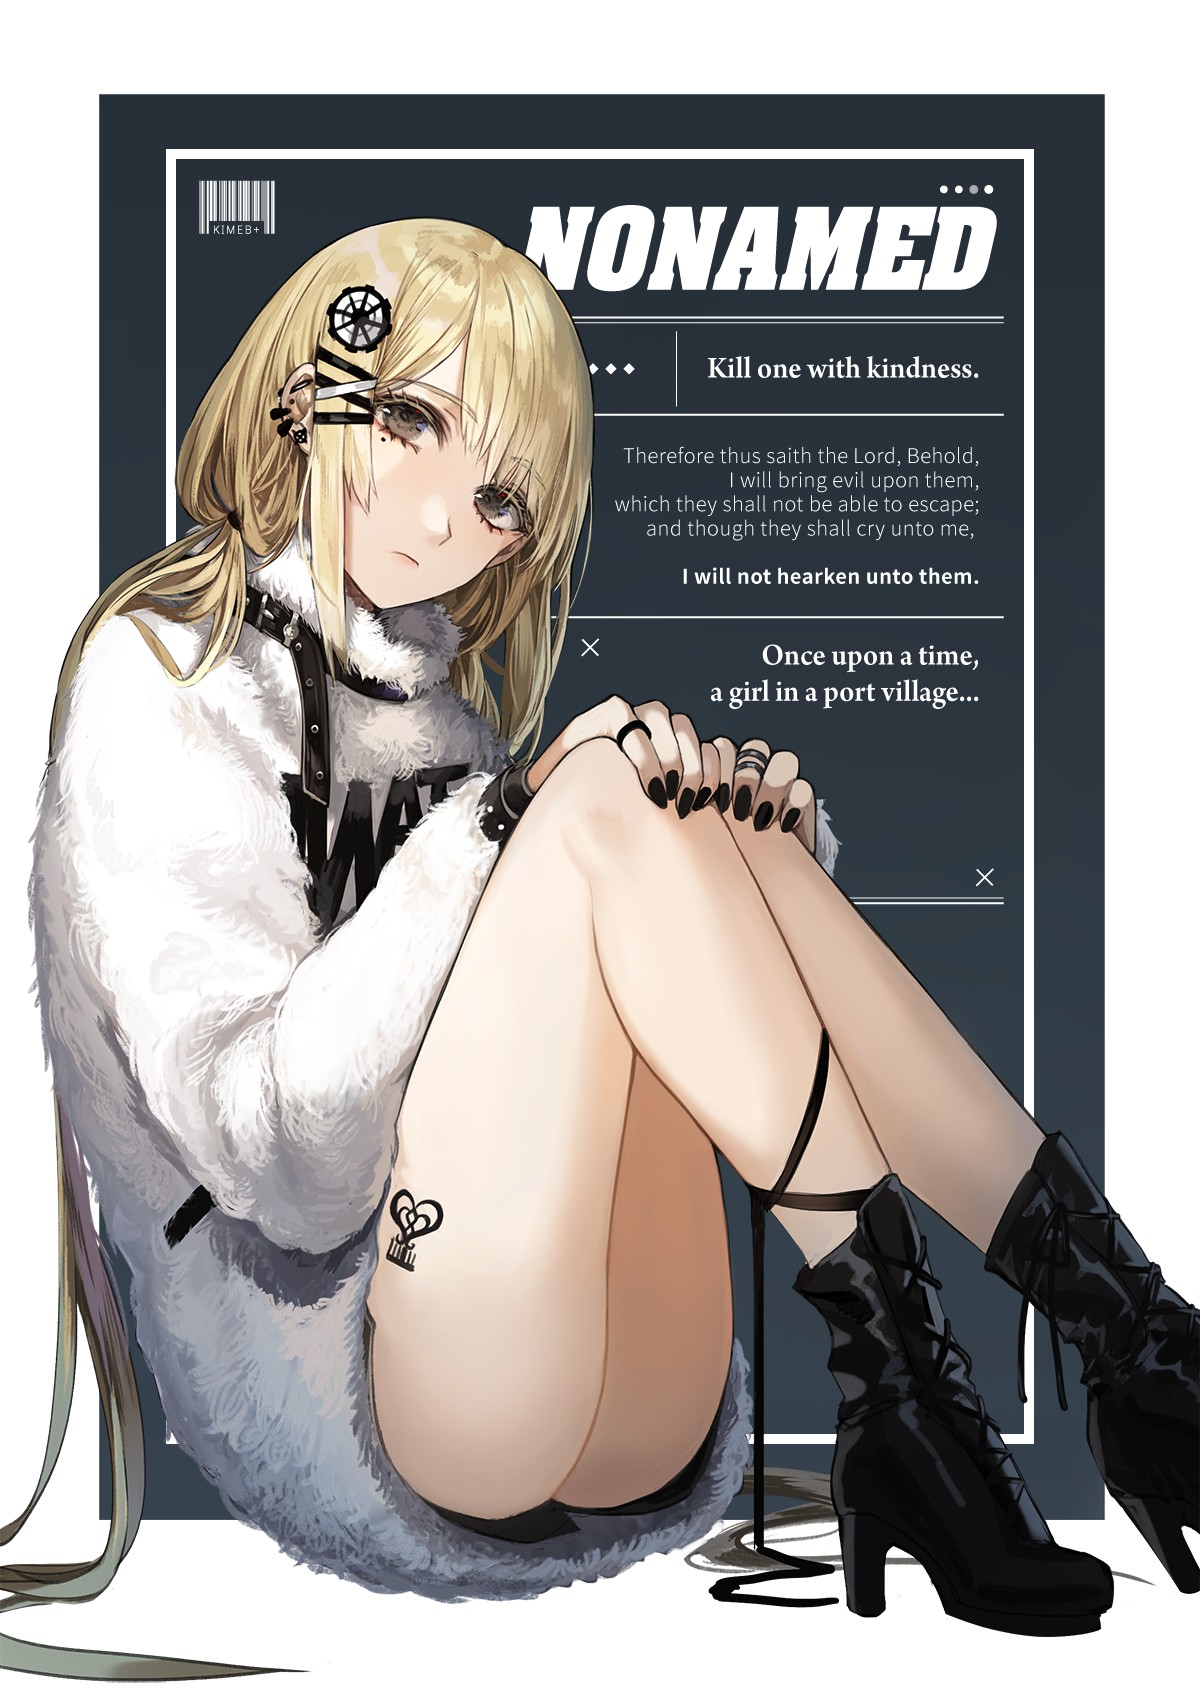 KIMEB+
NONAMED
Kill one with kindness.
Therefore thus saith the Lord, Behold,
I will bring evil upon them,
which they shall not be able to escape;
and though they shall cry unto me,
I will not hearken unto them.
Once upon a time,
a girl in a port village...